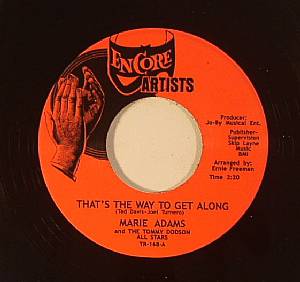 ENCORE
ARTISTS
Producer:
Jo-By Musical Ent.
Publisher-
Supervision
Skip Layne
Music
BMI
Arranged by:
Ernie Freeman
Time 2:20
THAT'S THE WAY TO GET ALONG
(Ted Davis-Joel Turnero)
MARIE ADAMS
and THE TOMMY DODSON
ALL STARS
TR-168-A